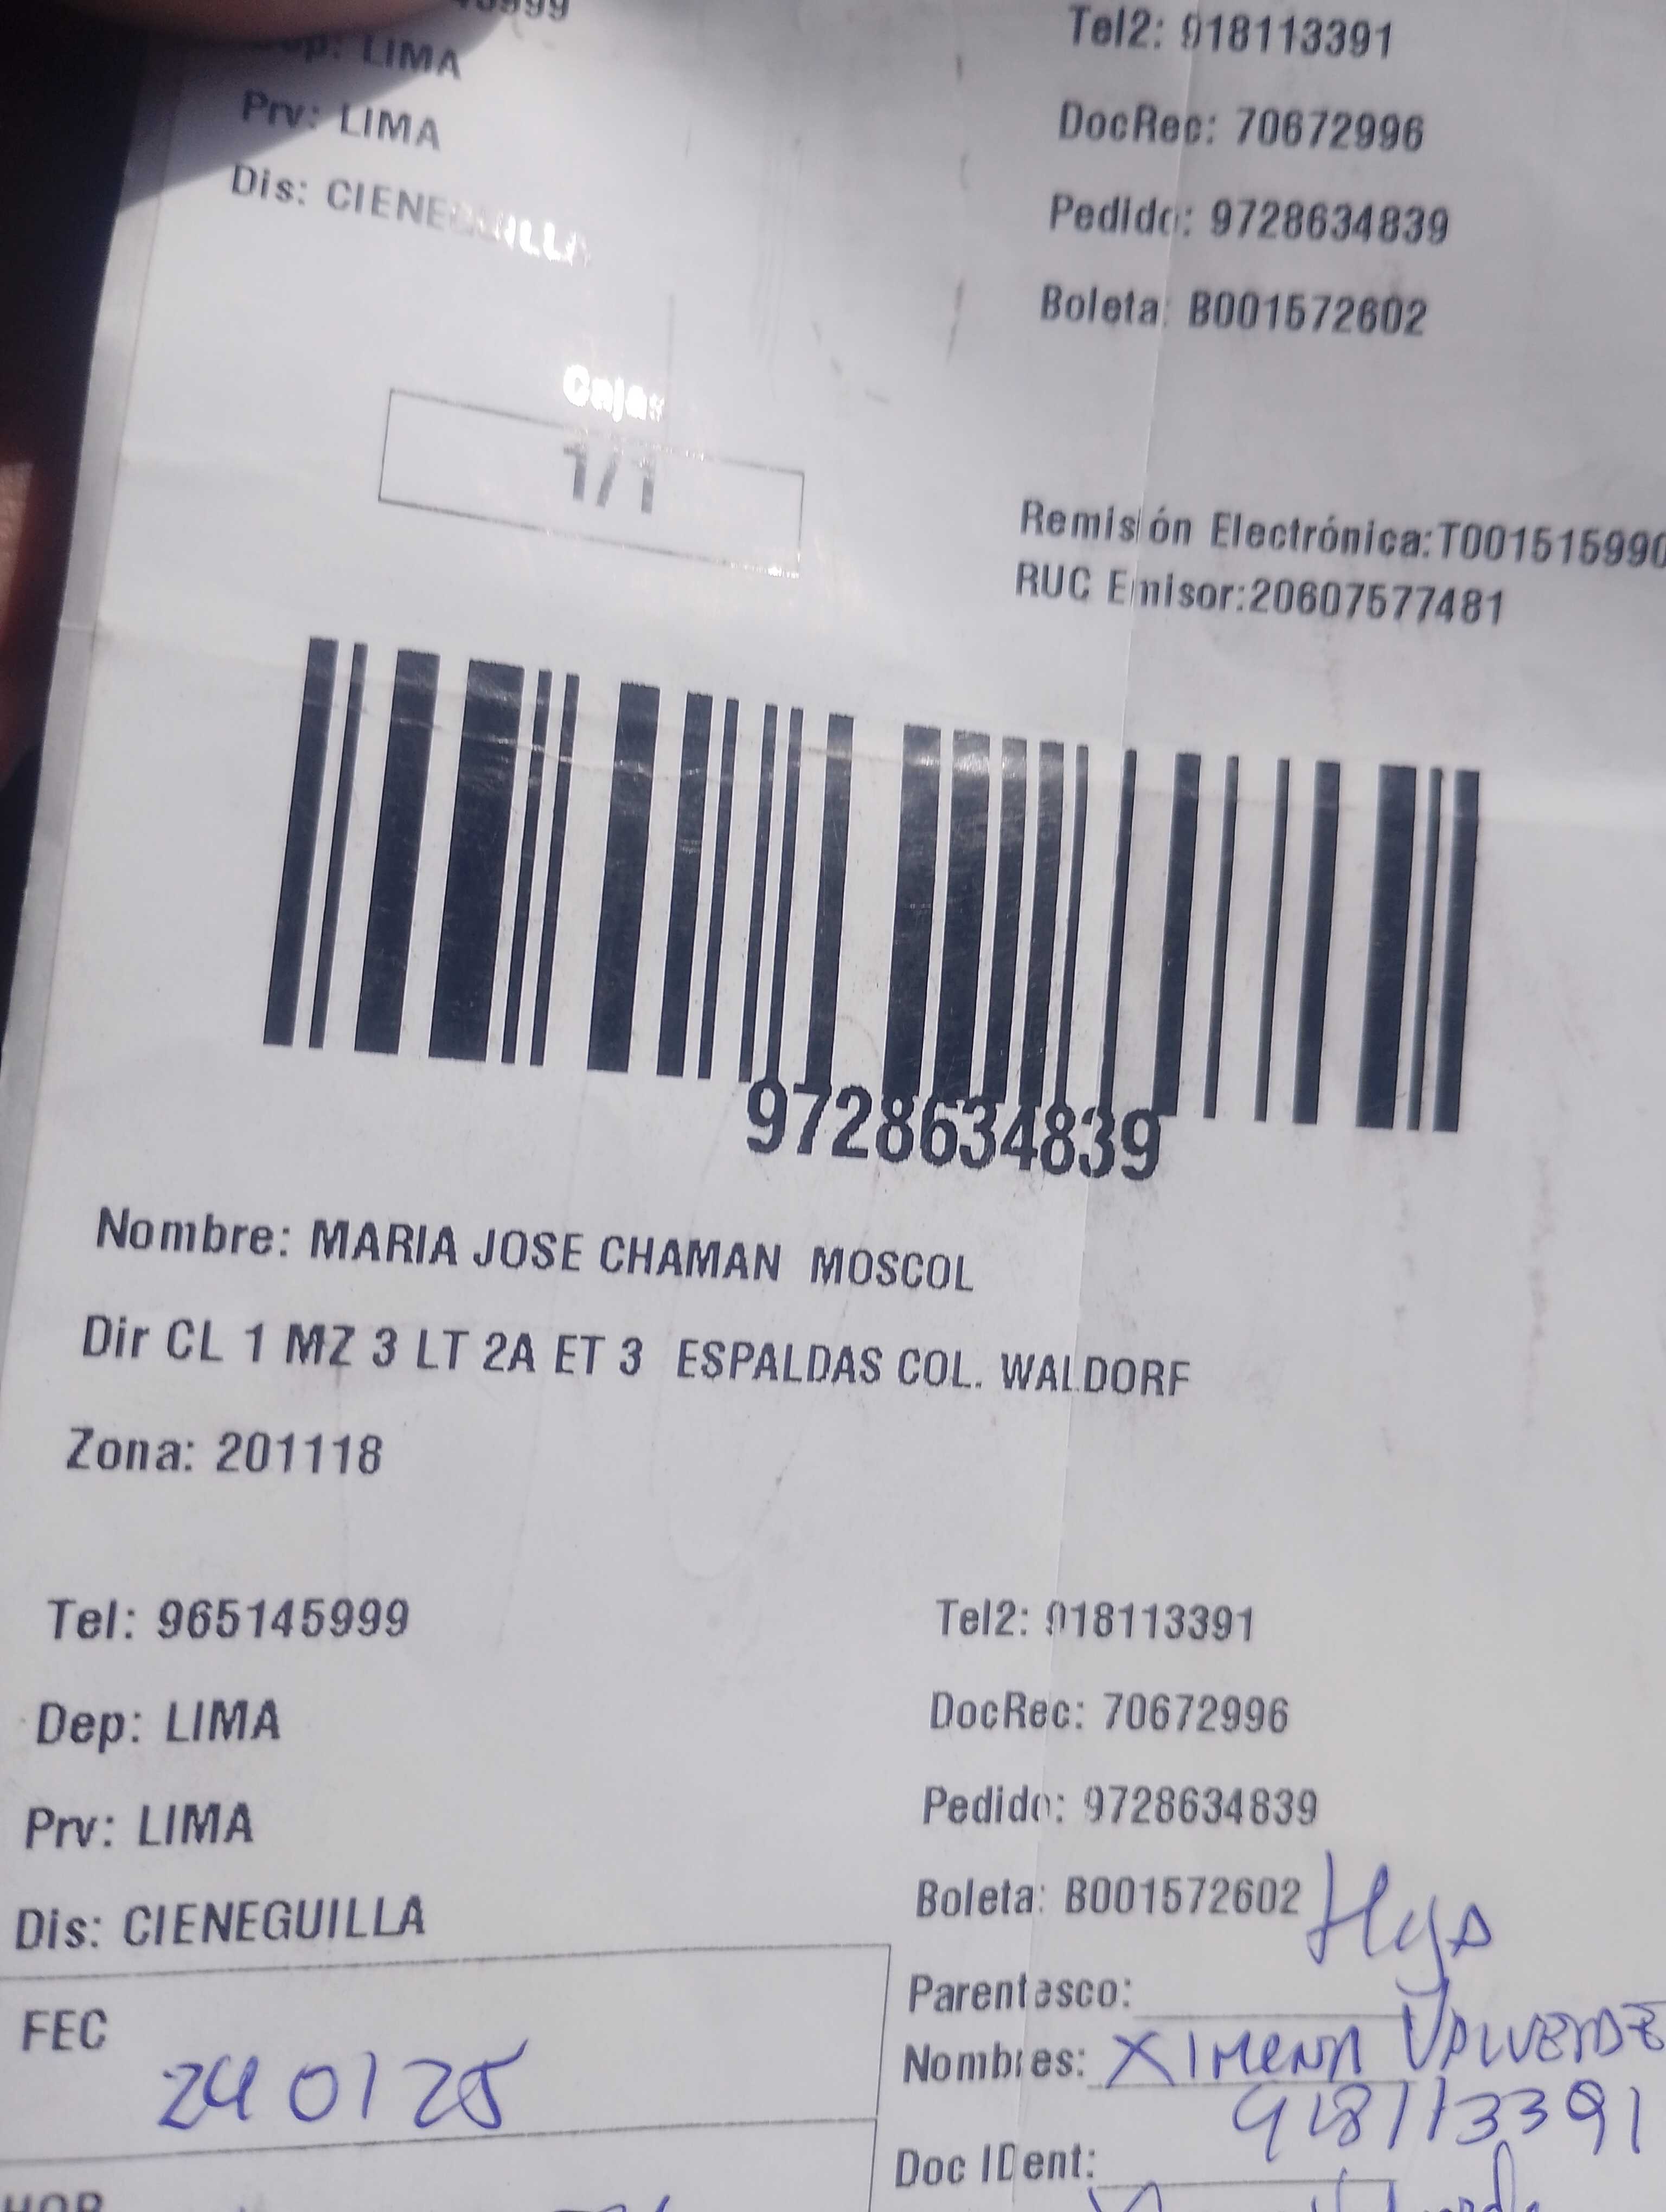 Dep: LIMA
Prv: LIMA
Dis: CIENEGUILLA
Tel2: 918113391
DocRec: 70672996
Pedido: 9728634839
Boleta: B001572602
Cajas
1/1
Remisión Electrónica:T001515990
RUC Emisor:20607577481
9728634839
Nombre: MARIA JOSE CHAMAN MOSCOL
Dir CL 1 MZ 3 LT 2A ET 3 ESPALDAS COL. WALDORF
Zona: 201118
Tel: 965145999
Dep: LIMA
Prv: LIMA
Dis: CIENEGUILLA
Tel2: 918113391
DocRec: 70672996
Pedido: 9728634839
Boleta: B001572602
Parentesco:
Nombres: XIMENA VALVERDE
918113391
Doc IDent:
FEC
240125
HOR